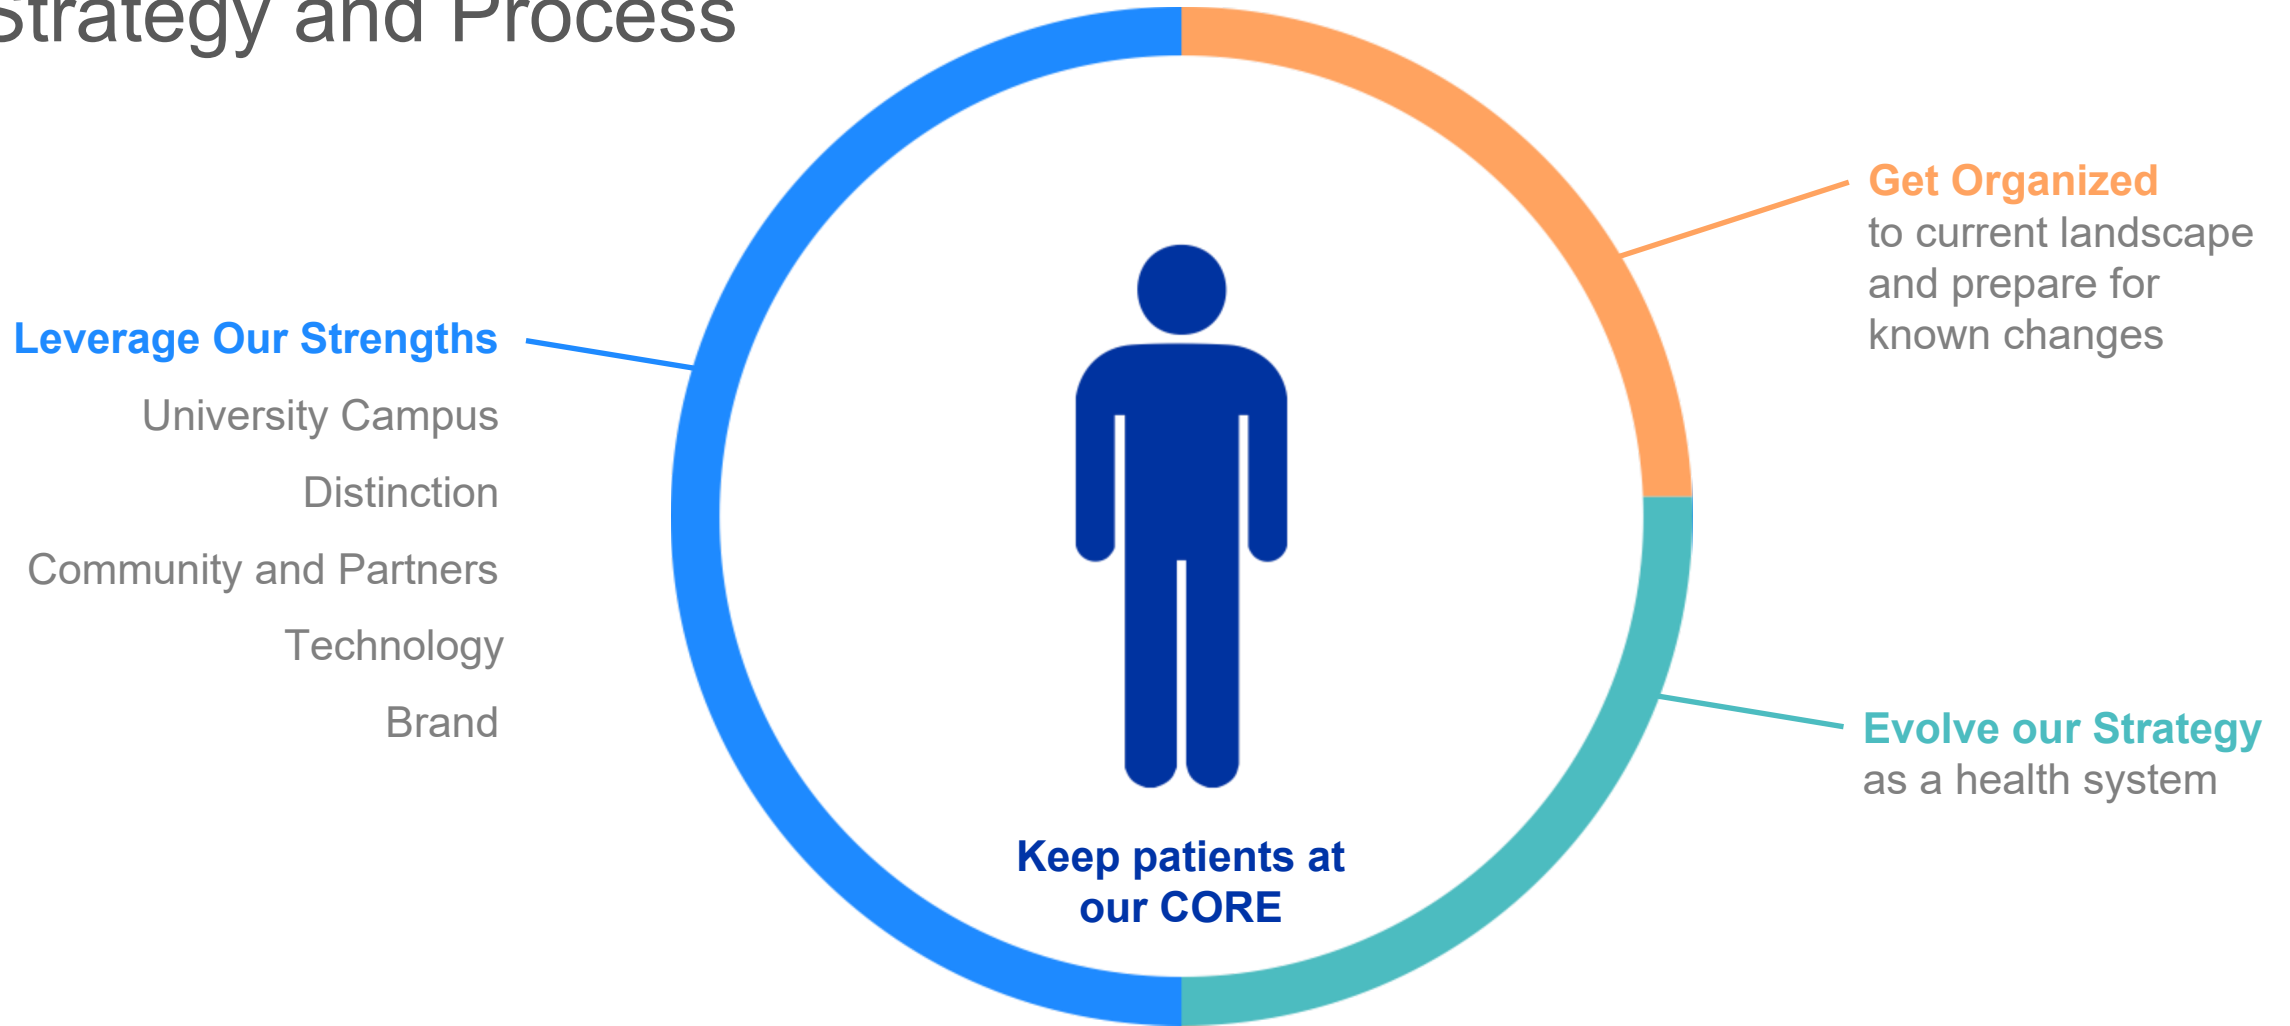 Strategy and Process
Leverage Our Strengths
University Campus
Distinction
Community and Partners
Technology
Brand
Keep patients at
our CORE
Get Organized
to current landscape
and prepare for
known changes
Evolve our Strategy
as a health system